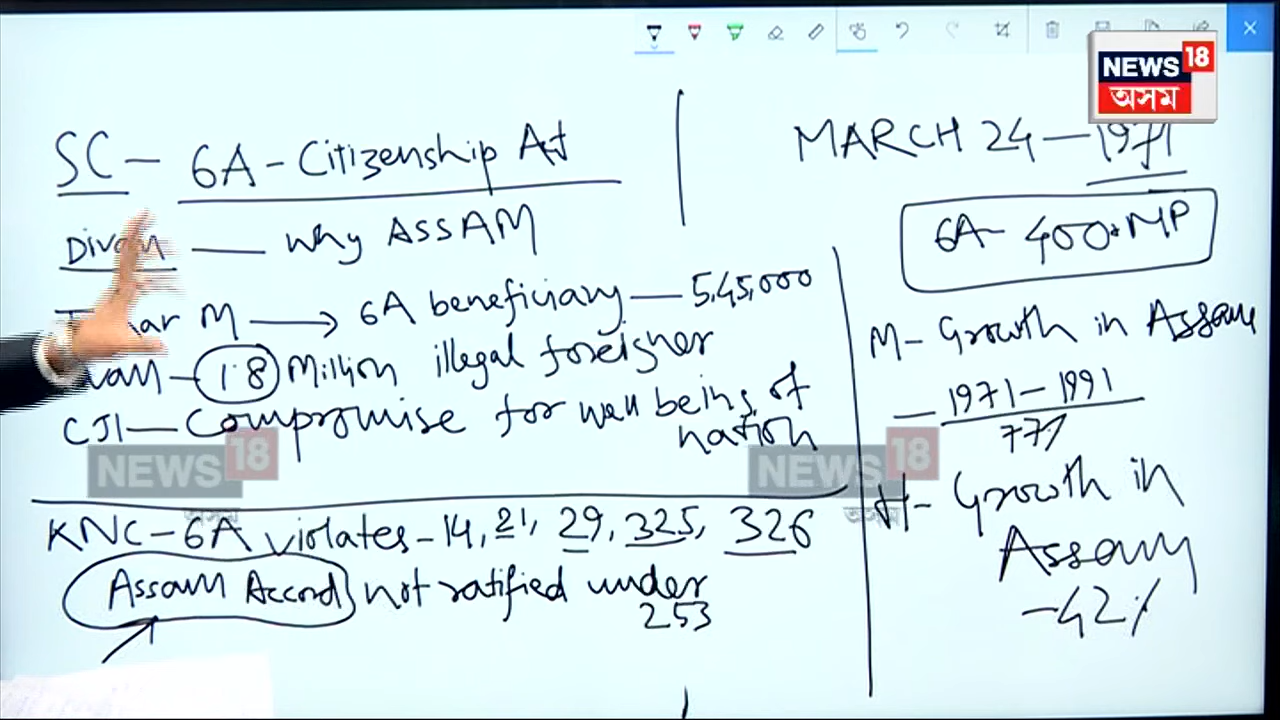 NEWS 18
অসম
SC - 6A - Citizenship Act
Divan — Why ASSAM
M → 6A beneficiary — 5,45,000
1.8 Million illegal foreigner
CJI — Compromise for well being of
nation
KNC - 6A violates - 14, 21, 29, 325, 326
Assam Accord not ratified under
253
MARCH 24 — 1971
6A - 400 MP
M - Growth in Assam
— 1971 - 1991
77%
H - Growth in
Assam
- 42%
NEWS 18
অসম
NEWS 18
অসম